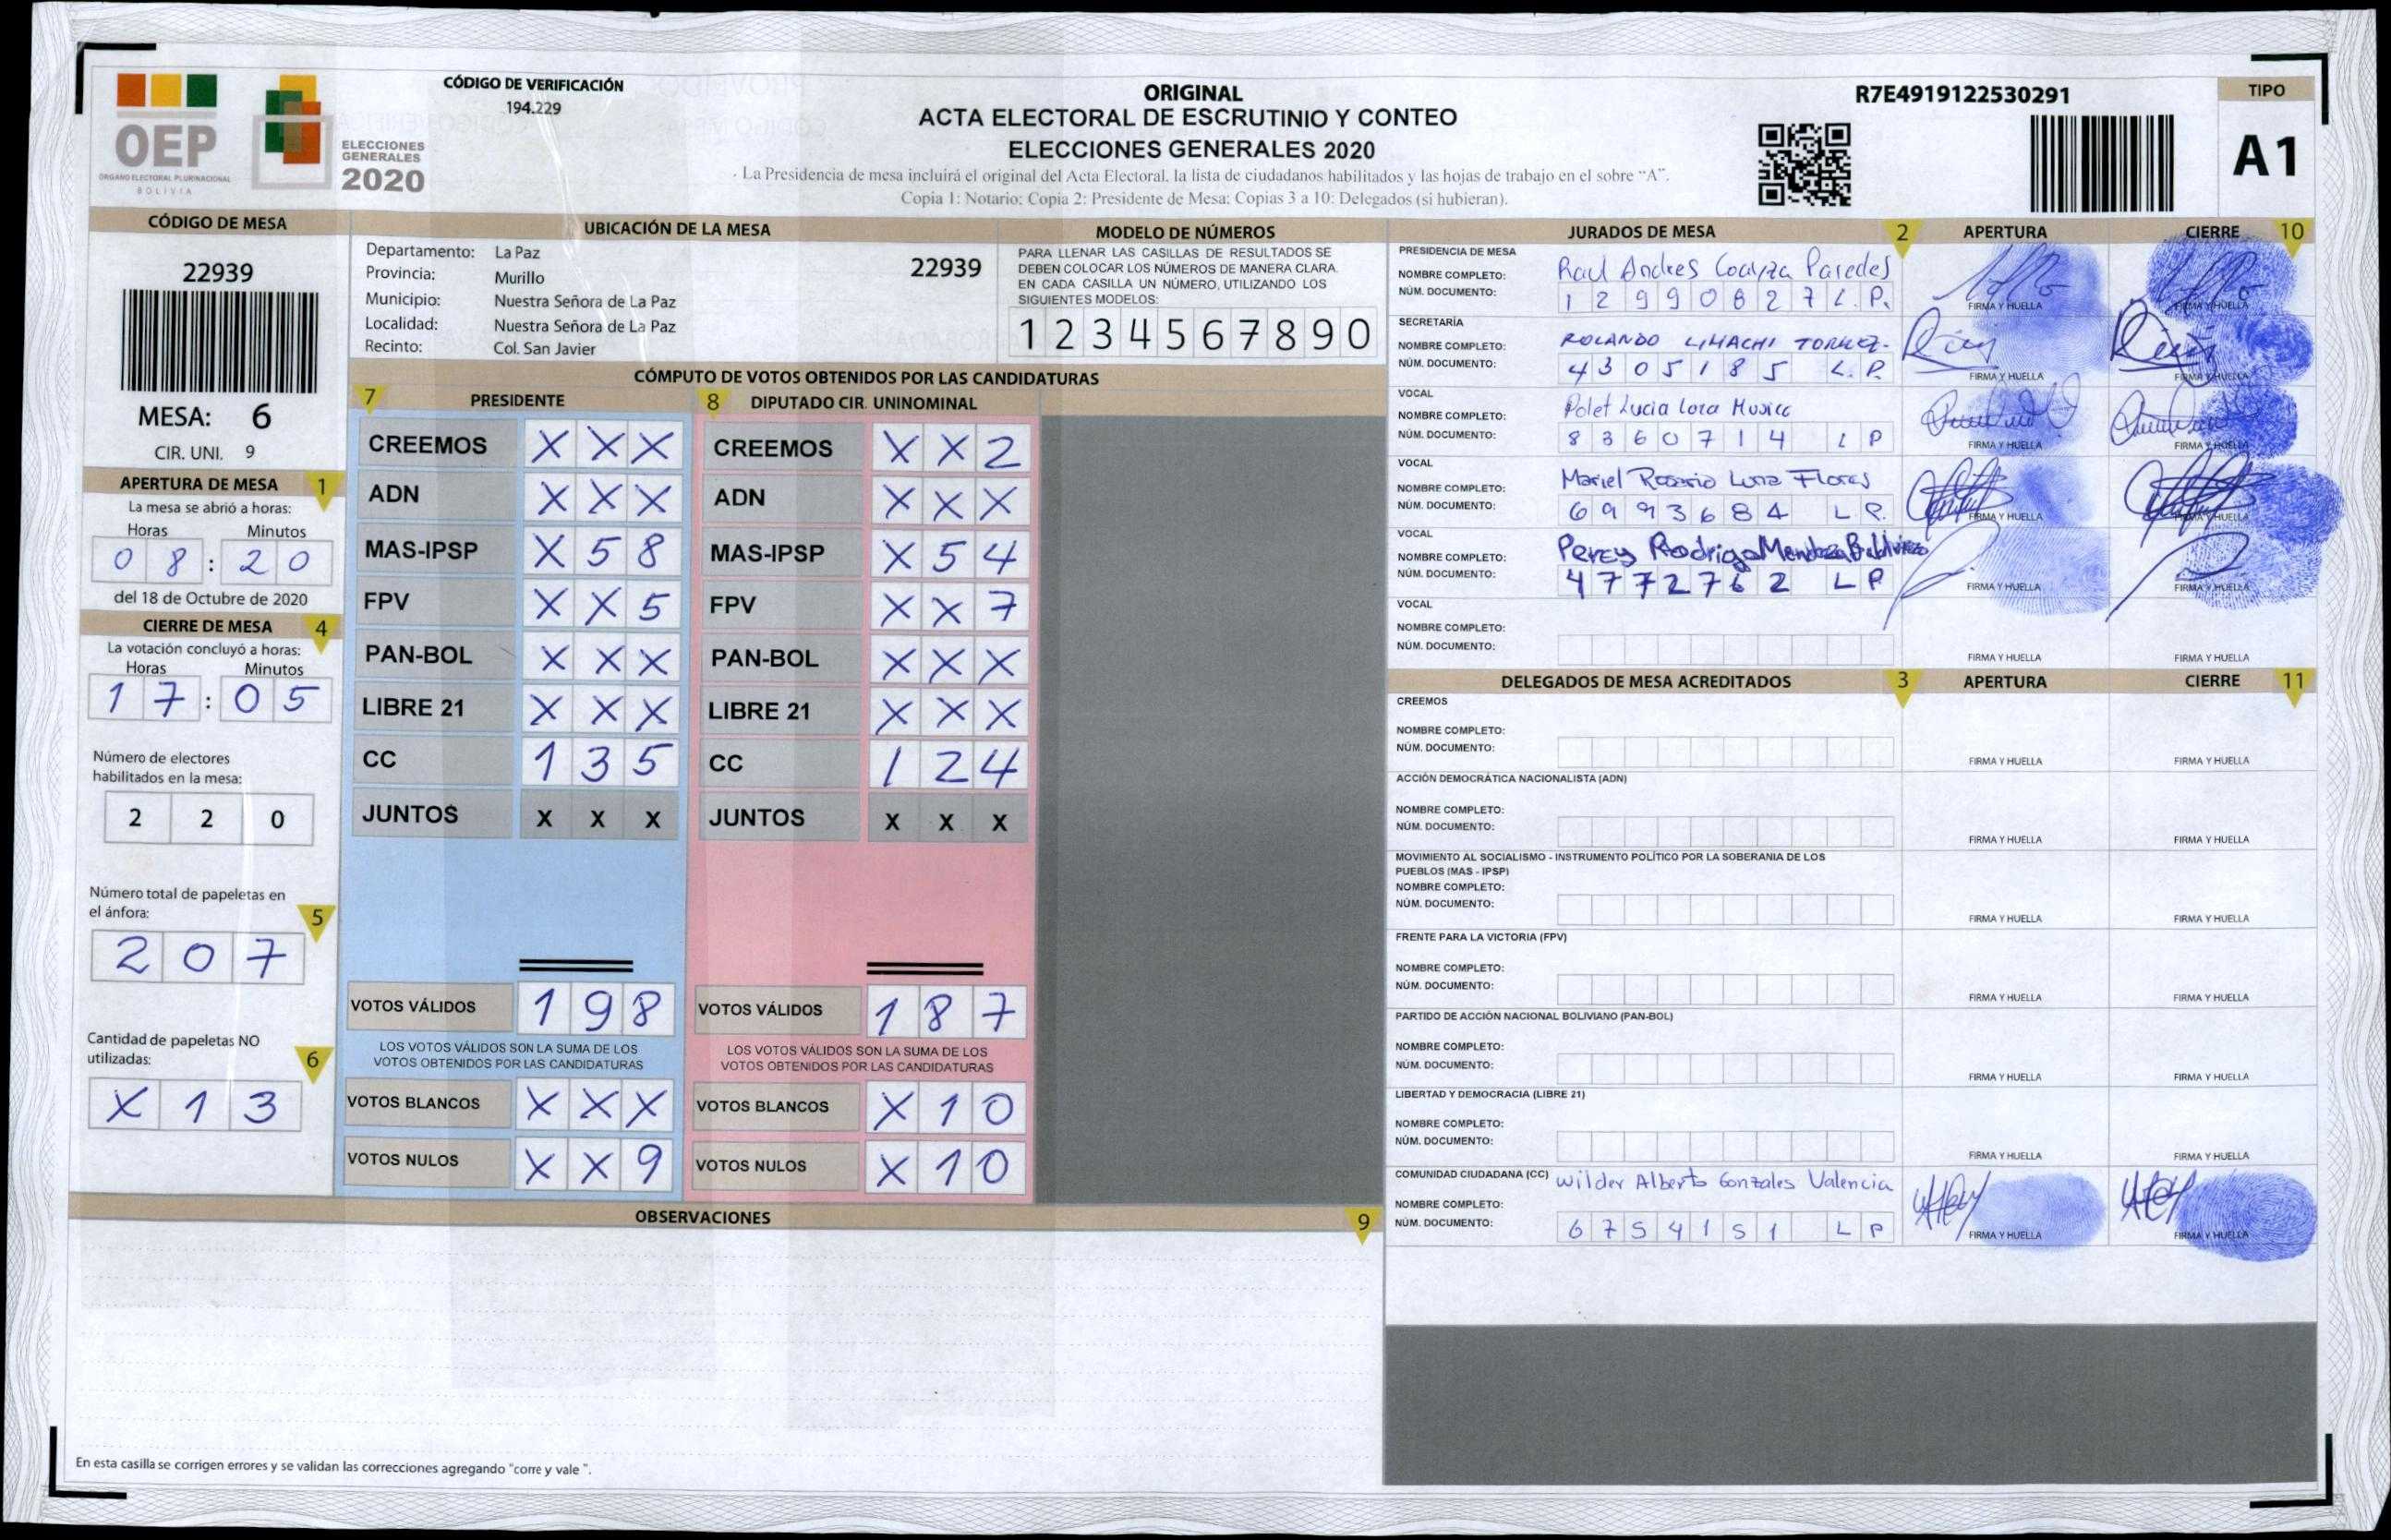 CÓDIGO DE VERIFICACIÓN
194.229
OEP
ÓRGANO ELECTORAL PLURINACIONAL
BOLIVIA
ELECCIONES
GENERALES
2020
ORIGINAL
ACTA ELECTORAL DE ESCRUTINIO Y CONTEO
ELECCIONES GENERALES 2020
- La Presidencia de mesa incluirá el original del Acta Electoral, la lista de ciudadanos habilitados y las hojas de trabajo en el sobre “A”.
Copia 1: Notario; Copia 2: Presidente de Mesa; Copias 3 a 10: Delegados (si hubieran).
R7E4919122530291
TIPO
A1
CÓDIGO DE MESA
22939
MESA: 6
CIR. UNI. 9
APERTURA DE MESA 1
La mesa se abrió a horas:
Horas Minutos
08:20
del 18 de Octubre de 2020
CIERRE DE MESA 4
La votación concluyó a horas:
Horas Minutos
17:05
Número de electores
habilitados en la mesa:
2 2 0
Número total de papeletas en
el ánfora: 5
2 0 7
Cantidad de papeletas NO
utilizadas: 6
X 1 3
UBICACIÓN DE LA MESA
Departamento: La Paz
Provincia: Murillo
Municipio: Nuestra Señora de La Paz
Localidad: Nuestra Señora de La Paz
Recinto: Col. San Javier
22939
MODELO DE NÚMEROS
PARA LLENAR LAS CASILLAS DE RESULTADOS SE
DEBEN COLOCAR LOS NÚMEROS DE MANERA CLARA.
EN CADA CASILLA UN NÚMERO, UTILIZANDO LOS
SIGUIENTES MODELOS:
1 2 3 4 5 6 7 8 9 0
CÓMPUTO DE VOTOS OBTENIDOS POR LAS CANDIDATURAS
7 PRESIDENTE 8 DIPUTADO CIR. UNINOMINAL
CREEMOS X X X CREEMOS X X 2
ADN X X X ADN X X X
MAS-IPSP X 5 8 MAS-IPSP X 5 4
FPV X X 5 FPV X X 7
PAN-BOL X X X PAN-BOL X X X
LIBRE 21 X X X LIBRE 21 X X X
CC 1 3 5 CC 1 2 4
JUNTOS X X X JUNTOS X X X
VOTOS VÁLIDOS 1 9 8 VOTOS VÁLIDOS 1 8 7
LOS VOTOS VÁLIDOS SON LA SUMA DE LOS LOS VOTOS VÁLIDOS SON LA SUMA DE LOS
VOTOS OBTENIDOS POR LAS CANDIDATURAS VOTOS OBTENIDOS POR LAS CANDIDATURAS
VOTOS BLANCOS X X X VOTOS BLANCOS X 1 0
VOTOS NULOS X X 9 VOTOS NULOS X 1 0
OBSERVACIONES 9
En esta casilla se corrigen errores y se validan las correcciones agregando "corre y vale ".
JURADOS DE MESA 2 APERTURA CIERRE 10
PRESIDENCIA DE MESA
NOMBRE COMPLETO: Raul Andres Paredes
NÚM. DOCUMENTO: 1 2 9 9 0 8 2 7 L. P.
FIRMA Y HUELLA FIRMA Y HUELLA
SECRETARÍA
NOMBRE COMPLETO: ROLANDO
NÚM. DOCUMENTO: 4 3 0 5 1 8 5 L. P.
FIRMA Y HUELLA FIRMA Y HUELLA
VOCAL
NOMBRE COMPLETO: Polet Lucia Lora
NÚM. DOCUMENTO: 8 3 6 0 7 1 4 L P
FIRMA Y HUELLA FIRMA Y HUELLA
VOCAL
NOMBRE COMPLETO: Mariel Rosario Luna Flores
NÚM. DOCUMENTO: 6 9 9 3 6 8 4 L P.
FIRMA Y HUELLA FIRMA Y HUELLA
VOCAL
NOMBRE COMPLETO: Percy Rodrigo Mendoza
NÚM. DOCUMENTO: 4 7 7 2 7 6 2 L P
FIRMA Y HUELLA FIRMA Y HUELLA
VOCAL
NOMBRE COMPLETO:
NÚM. DOCUMENTO:
FIRMA Y HUELLA FIRMA Y HUELLA
DELEGADOS DE MESA ACREDITADOS 3 APERTURA CIERRE 11
CREEMOS
NOMBRE COMPLETO:
NÚM. DOCUMENTO:
FIRMA Y HUELLA FIRMA Y HUELLA
ACCIÓN DEMOCRÁTICA NACIONALISTA (ADN)
NOMBRE COMPLETO:
NÚM. DOCUMENTO:
FIRMA Y HUELLA FIRMA Y HUELLA
MOVIMIENTO AL SOCIALISMO - INSTRUMENTO POLÍTICO POR LA SOBERANIA DE LOS
PUEBLOS (MAS - IPSP)
NOMBRE COMPLETO:
NÚM. DOCUMENTO:
FIRMA Y HUELLA FIRMA Y HUELLA
FRENTE PARA LA VICTORIA (FPV)
NOMBRE COMPLETO:
NÚM. DOCUMENTO:
FIRMA Y HUELLA FIRMA Y HUELLA
PARTIDO DE ACCIÓN NACIONAL BOLIVIANO (PAN-BOL)
NOMBRE COMPLETO:
NÚM. DOCUMENTO:
FIRMA Y HUELLA FIRMA Y HUELLA
LIBERTAD Y DEMOCRACIA (LIBRE 21)
NOMBRE COMPLETO:
NÚM. DOCUMENTO:
FIRMA Y HUELLA FIRMA Y HUELLA
COMUNIDAD CIUDADANA (CC) Wilder Alberto Gonzales Valencia
NOMBRE COMPLETO:
NÚM. DOCUMENTO: 6 7 5 4 1 5 1 L P
FIRMA Y HUELLA FIRMA Y HUELLA